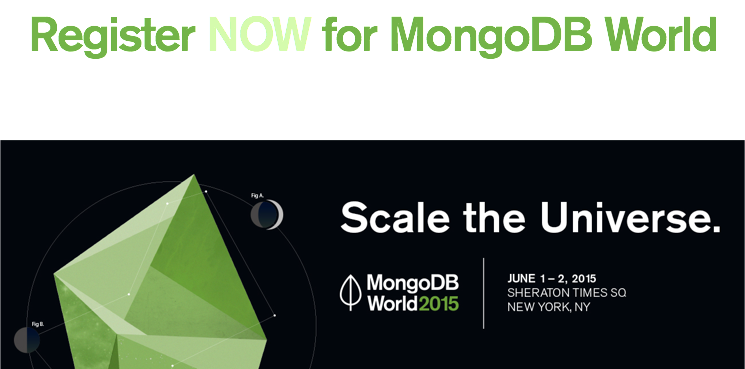 Register NOW for MongoDB World
Fig A.
Scale the Universe.
MongoDB
World2015
JUNE 1 – 2, 2015
SHERATON TIMES SQ
NEW YORK, NY
Fig B.